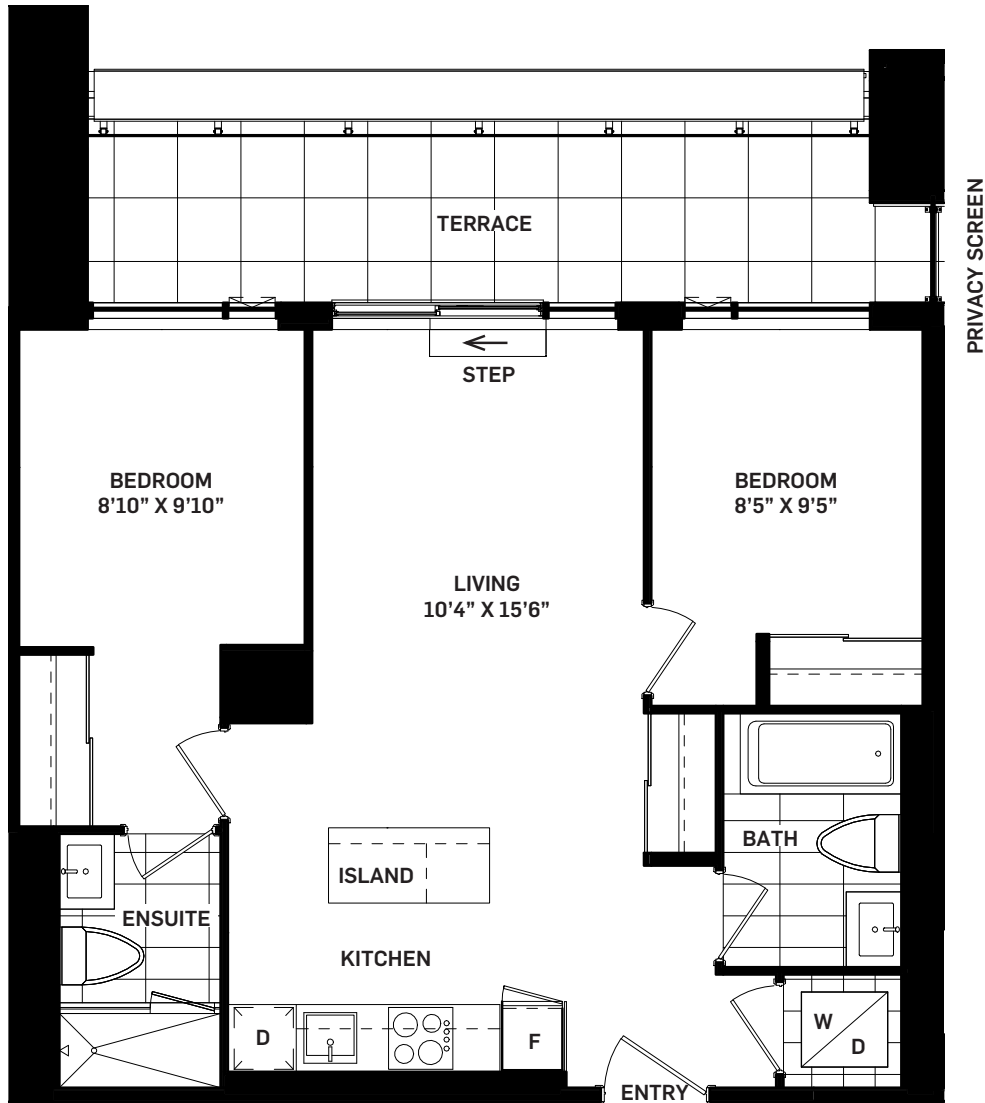 TERRACE
PRIVACY SCREEN
STEP
BEDROOM
8’10” X 9’10”
BEDROOM
8’5” X 9’5”
LIVING
10’4” X 15’6”
BATH
ISLAND
ENSUITE
KITCHEN
D
F
W
D
ENTRY